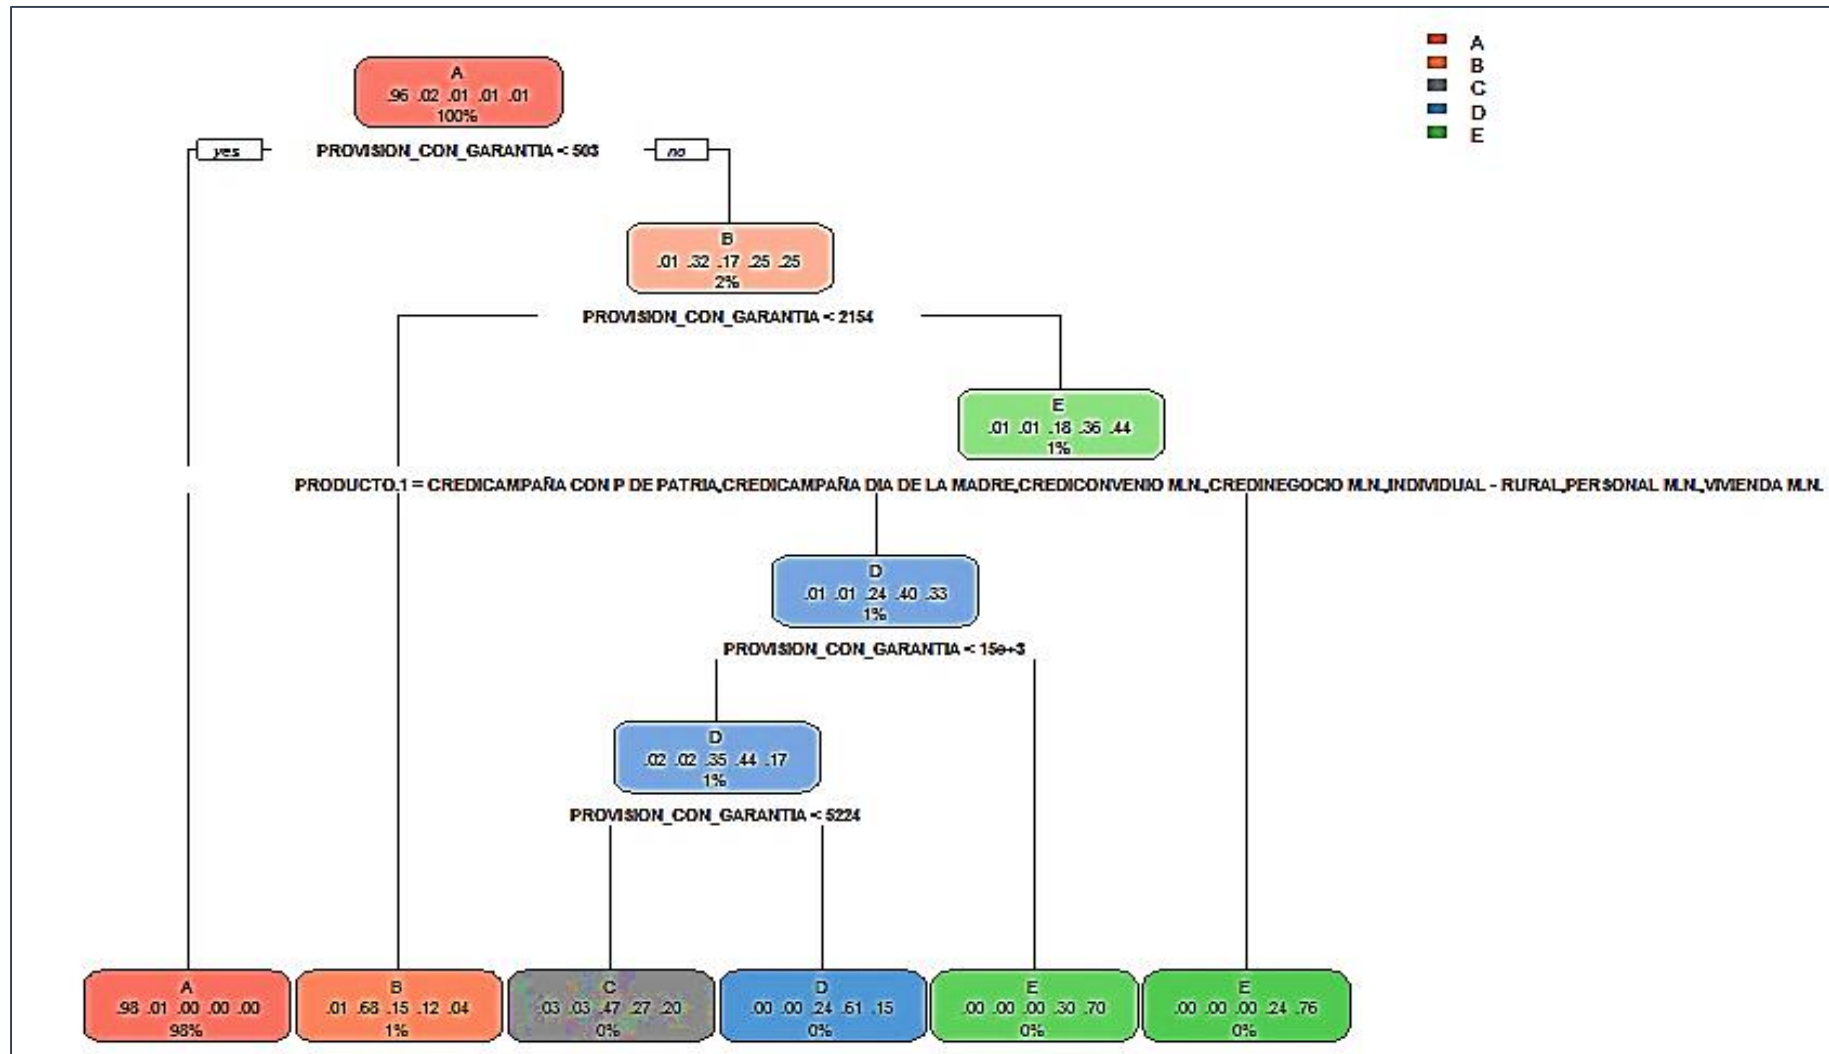 A
.96 .02 .01 .01 .01
100%
yes
PROVISION_CON_GARANTIA < 503
no
A
B
C
D
E
B
.01 .32 .17 .25 .25
2%
PROVISION_CON_GARANTIA < 2154
E
.01 .01 .18 .36 .44
1%
PRODUCTO.1 = CREDICAMPAÑA CON P DE PATRIA,CREDICAMPAÑA DIA DE LA MADRE,CREDICONVENIO M.N.,CREDINEGOCIO M.N.,INDIVIDUAL - RURAL,PERSONAL M.N.,VIVIENDA M.N.
D
.01 .01 .24 .40 .33
1%
PROVISION_CON_GARANTIA < 15e+3
D
.02 .02 .35 .44 .17
1%
PROVISION_CON_GARANTIA < 5224
A
.98 .01 .00 .00 .00
98%
B
.01 .68 .15 .12 .04
1%
C
.03 .03 .47 .27 .20
0%
D
.00 .00 .24 .61 .15
0%
E
.00 .00 .00 .30 .70
0%
E
.00 .00 .00 .24 .76
0%